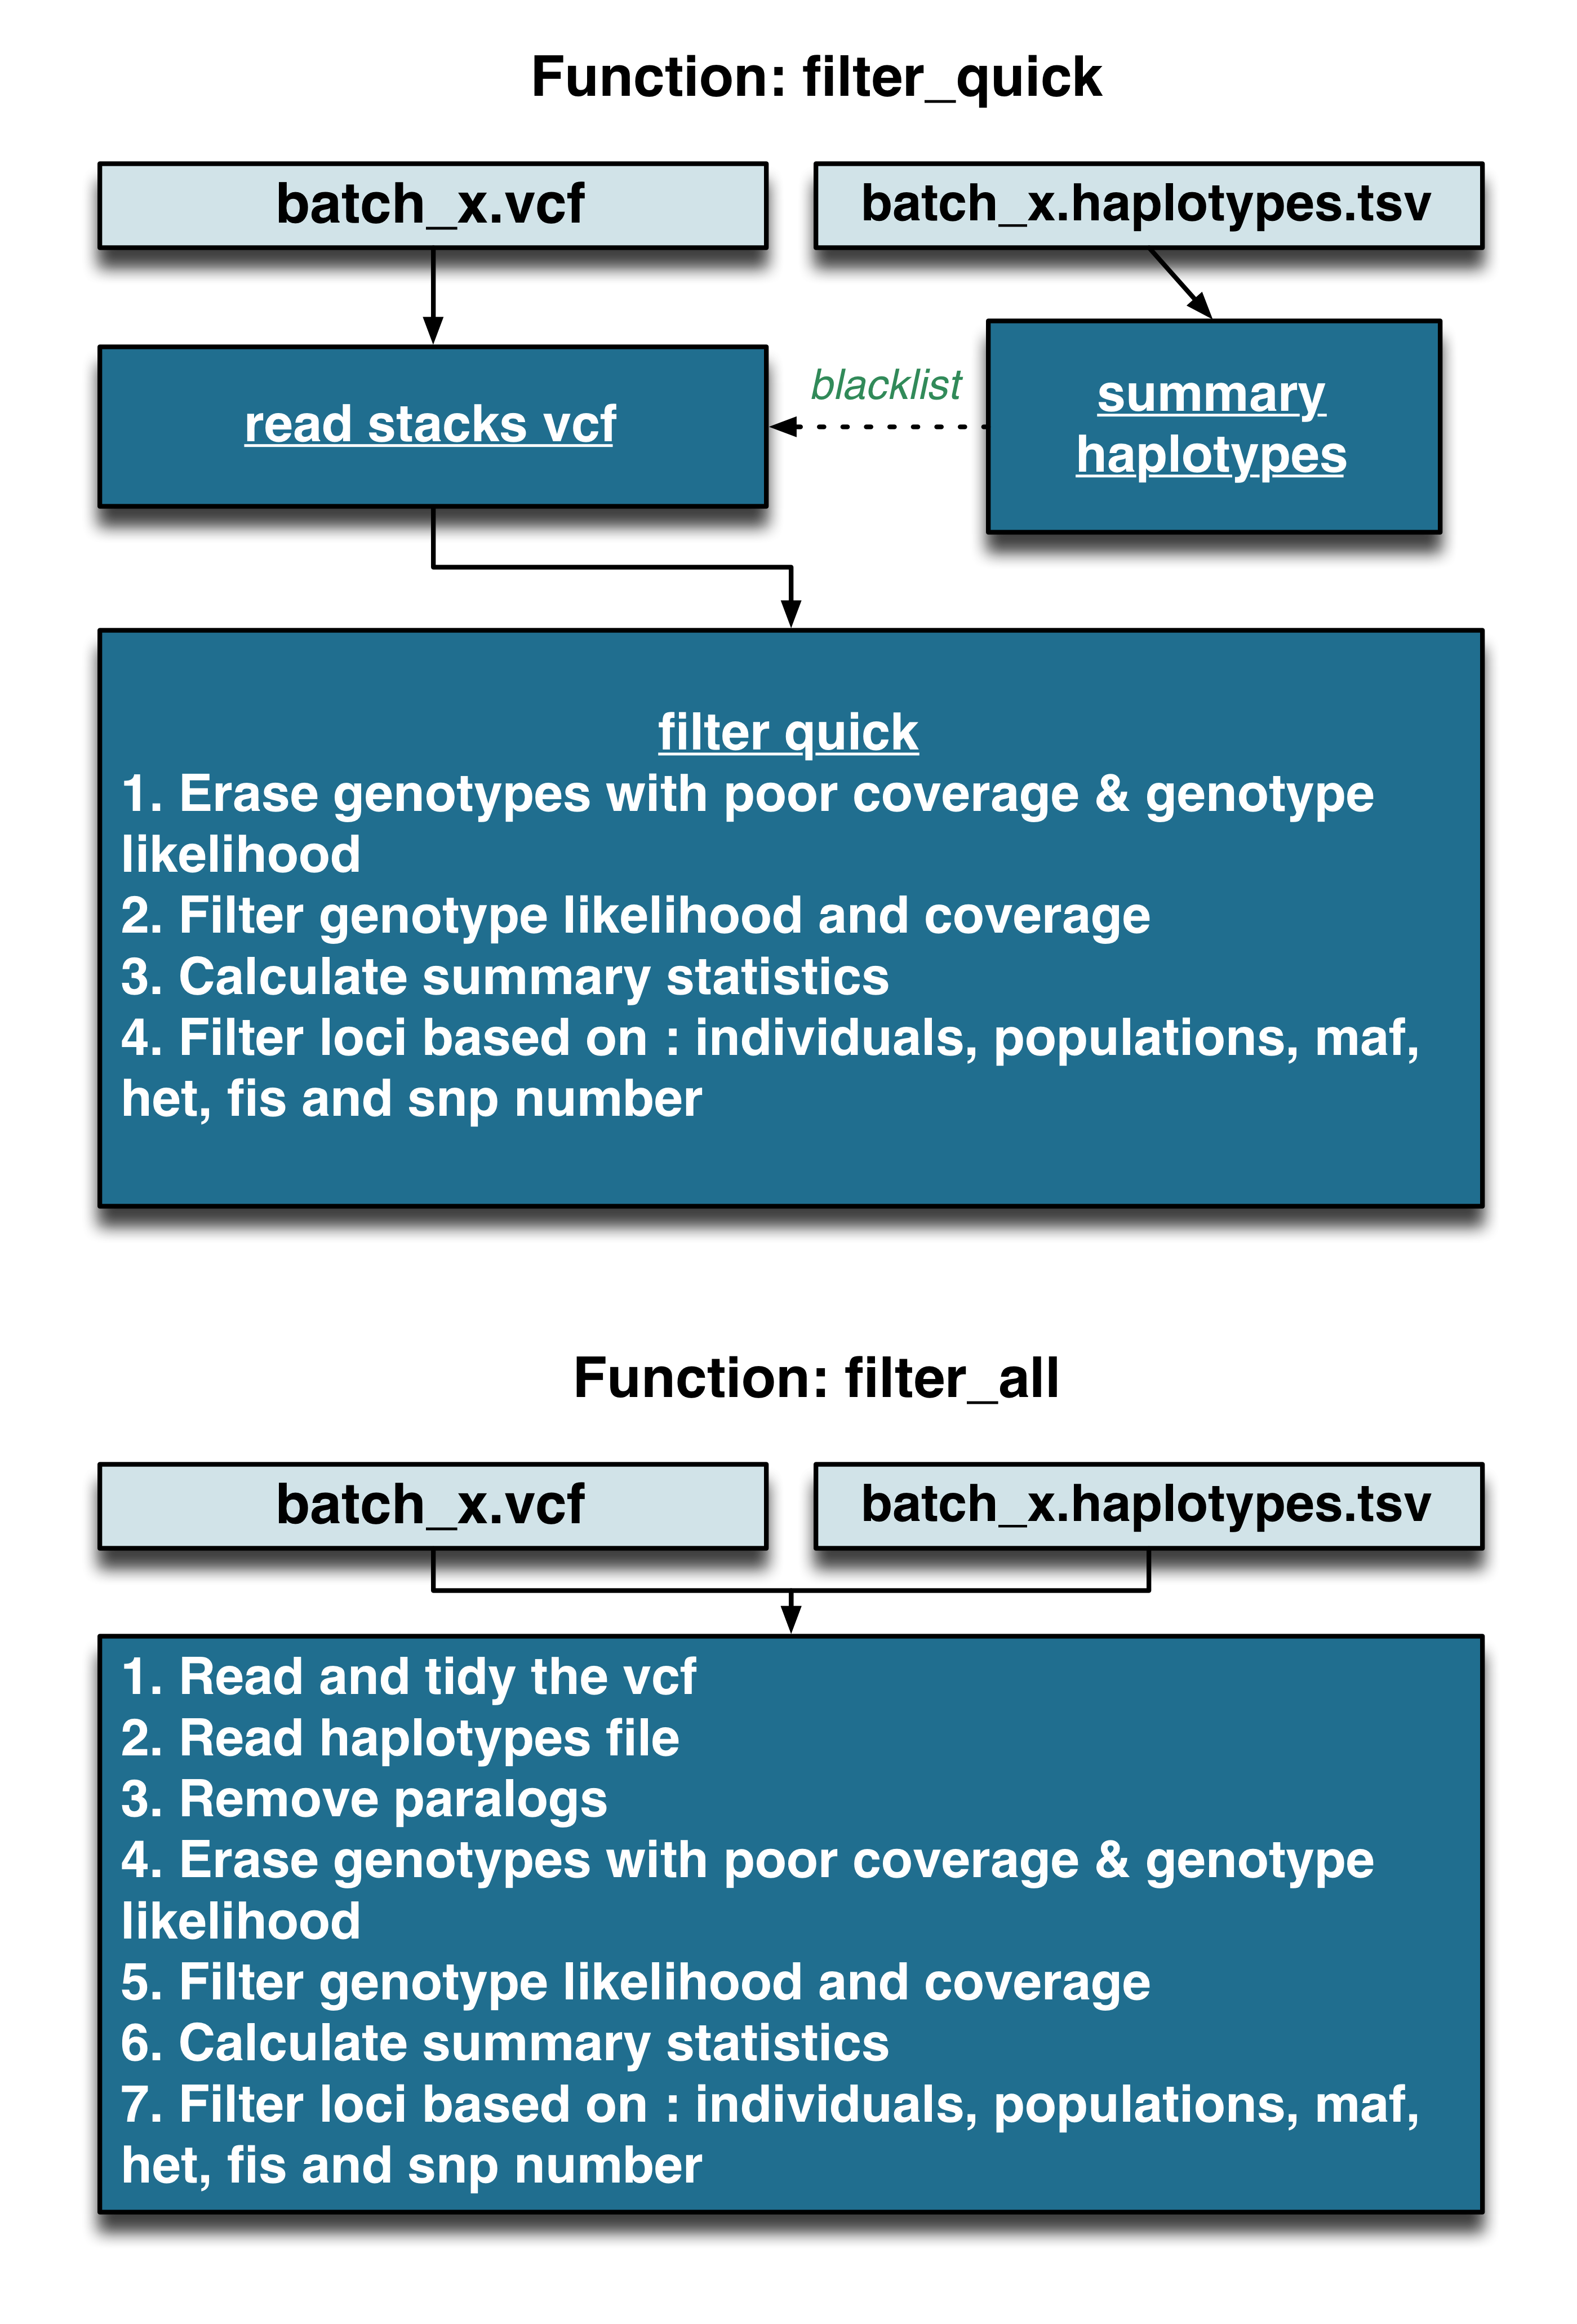 Function: filter_quick
batch_x.vcf
batch_x.haplotypes.tsv
read stacks vcf
blacklist
summary
haplotypes
filter quick
1. Erase genotypes with poor coverage & genotype
likelihood
2. Filter genotype likelihood and coverage
3. Calculate summary statistics
4. Filter loci based on : individuals, populations, maf,
het, fis and snp number
Function: filter_all
batch_x.vcf
batch_x.haplotypes.tsv
1. Read and tidy the vcf
2. Read haplotypes file
3. Remove paralogs
4. Erase genotypes with poor coverage & genotype
likelihood
5. Filter genotype likelihood and coverage
6. Calculate summary statistics
7. Filter loci based on : individuals, populations, maf,
het, fis and snp number